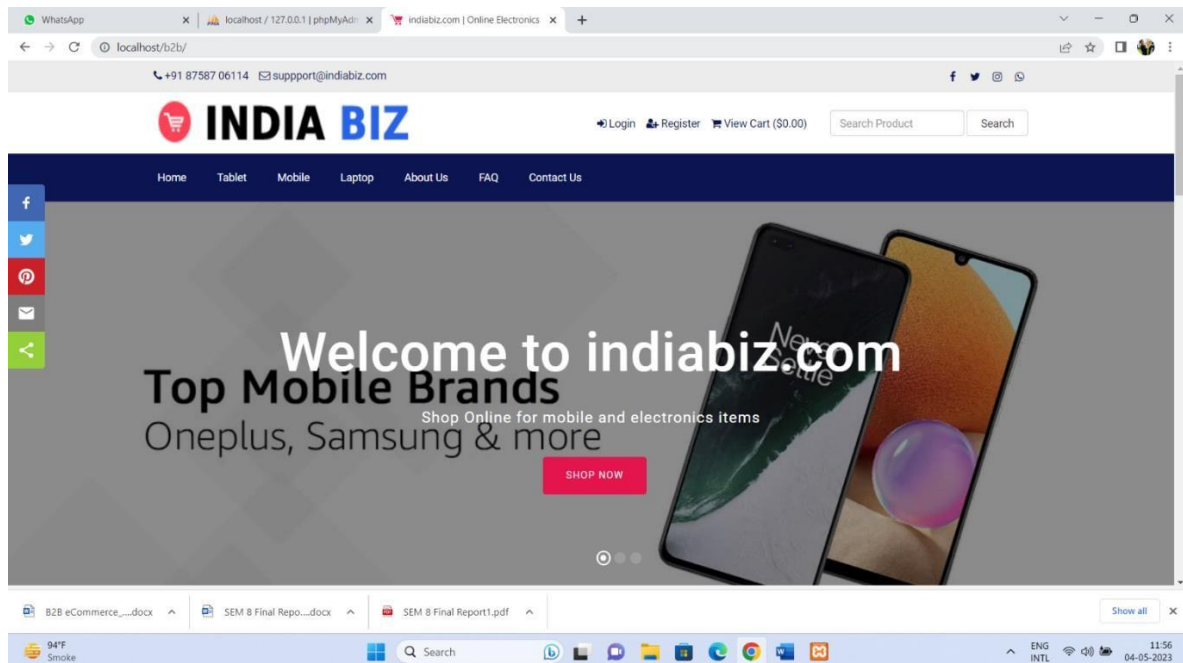 WhatsApp
localhost / 127.0.0.1 | phpMyAdm
indiabiz.com | Online Electronics
localhost/b2b/
+91 87587 06114 suppport@indiabiz.com
INDIA BIZ
Login Register View Cart ($0.00) Search Product Search
Home Tablet Mobile Laptop About Us FAQ Contact Us
Never
Settle
Welcome to indiabiz.com
Top Mobile Brands
Shop Online for mobile and electronics items
Oneplus, Samsung & more
SHOP NOW
B2B eCommerce_....docx
SEM 8 Final Repo....docx
SEM 8 Final Report1.pdf
Show all
94°F
Smoke
Search
ENG
INTL
11:56
04-05-2023